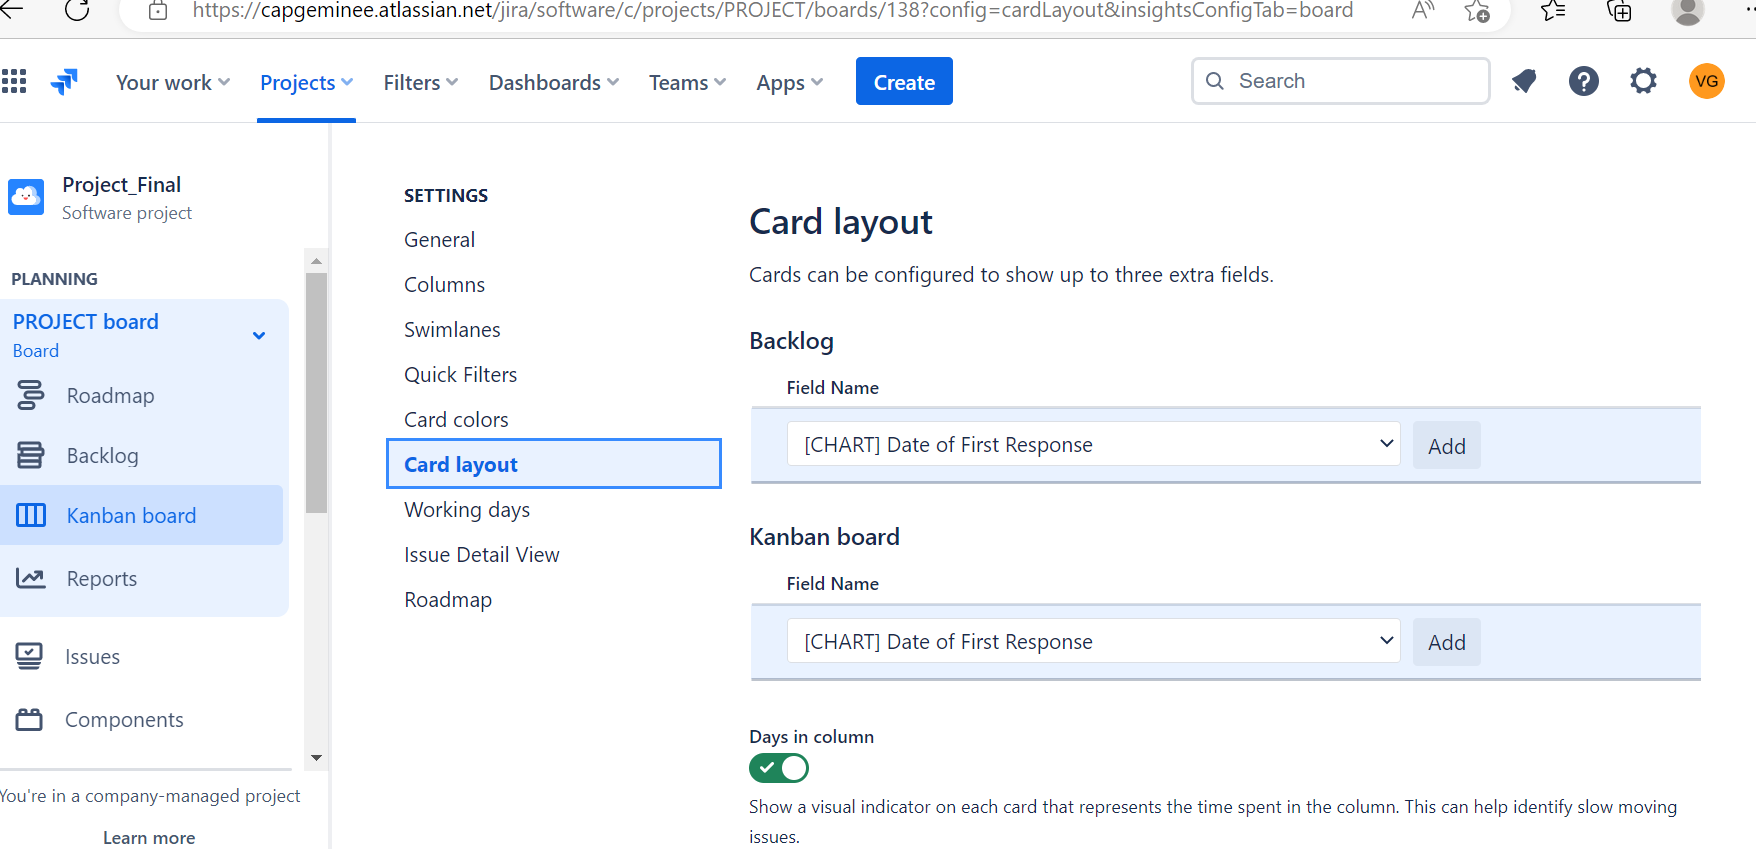 https://capgeminee.atlassian.net/jira/software/c/projects/PROJECT/boards/138?config=cardLayout&insightsConfigTab=board
Your work
Projects
Filters
Dashboards
Teams
Apps
Create
Search
VG
Project_Final
Software project
PLANNING
PROJECT board
Board
Roadmap
Backlog
Kanban board
Reports
Issues
Components
You're in a company-managed project
Learn more
SETTINGS
General
Columns
Swimlanes
Quick Filters
Card colors
Card layout
Working days
Issue Detail View
Roadmap
Card layout
Cards can be configured to show up to three extra fields.
Backlog
Field Name
[CHART] Date of First Response
Add
Kanban board
Field Name
[CHART] Date of First Response
Add
Days in column
Show a visual indicator on each card that represents the time spent in the column. This can help identify slow moving
issues.